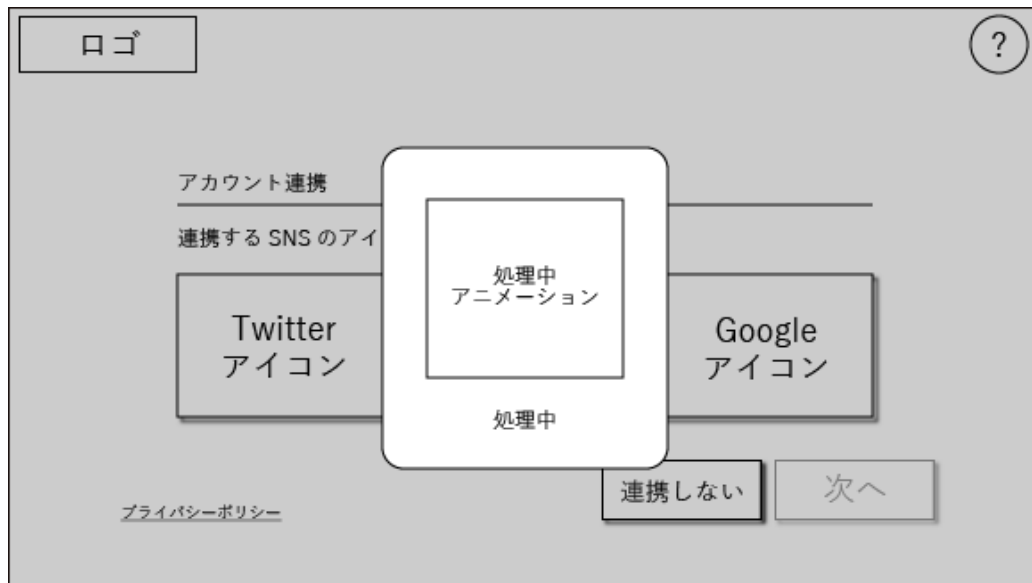 ロゴ
?
アカウント連携
連携する SNS のアイ
Twitter
アイコン
処理中
アニメーション
処理中
Google
アイコン
連携しない
次へ
プライバシーポリシー